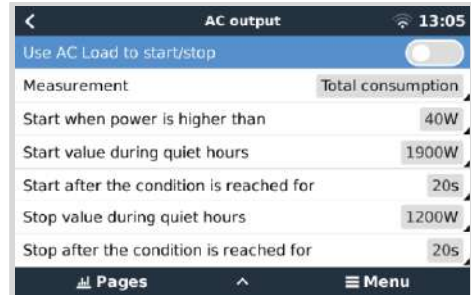 AC output 13:05
Use AC Load to start/stop
Measurement Total consumption
Start when power is higher than 40W
Start value during quiet hours 1900W
Start after the condition is reached for 20s
Stop value during quiet hours 1200W
Stop after the condition is reached for 20s
Pages Menu